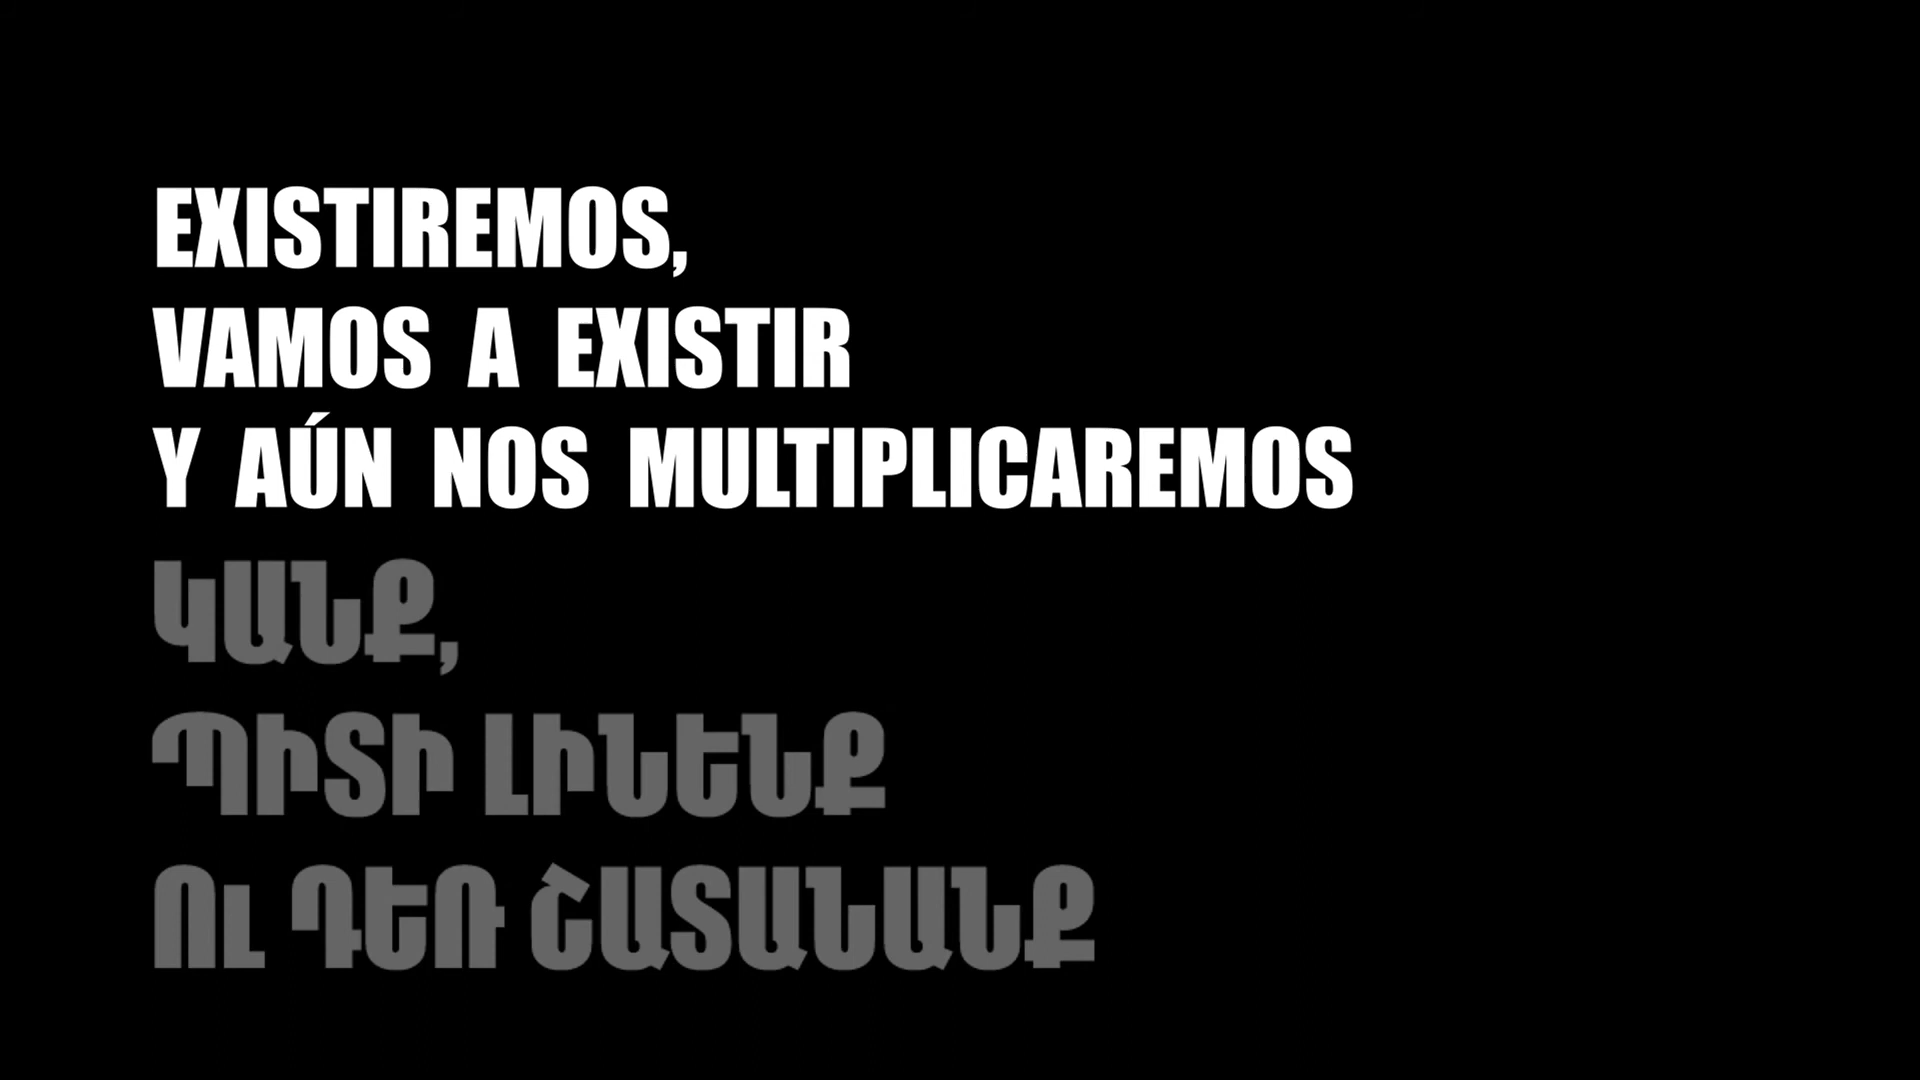 EXISTIREMOS,
VAMOS A EXISTIR
Y AÚN NOS MULTIPLICAREMOS
ԿԱՆՔ,
ՊԻՏԻ ԼԻՆԵՆՔ
ՈՒ ԴԵՌ ՇԱՏԱՆԱՆՔ